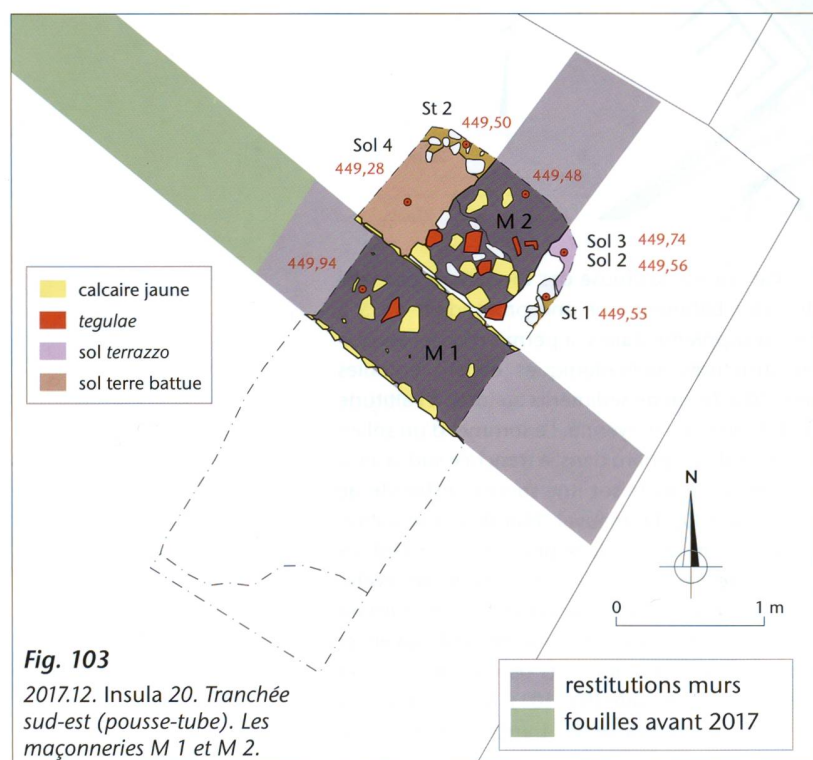 St 2
449,50
Sol 4
449,28
449,48
M 2
Sol 3 449,74
Sol 2 449,56
449,94
St 1 449,55
M 1
calcaire jaune
tegulae
sol terrazzo
sol terre battue
N
0 1 m
Fig. 103
2017.12. Insula 20. Tranchée
sud-est (pousse-tube). Les
maçonneries M 1 et M 2.
restitutions murs
fouilles avant 2017